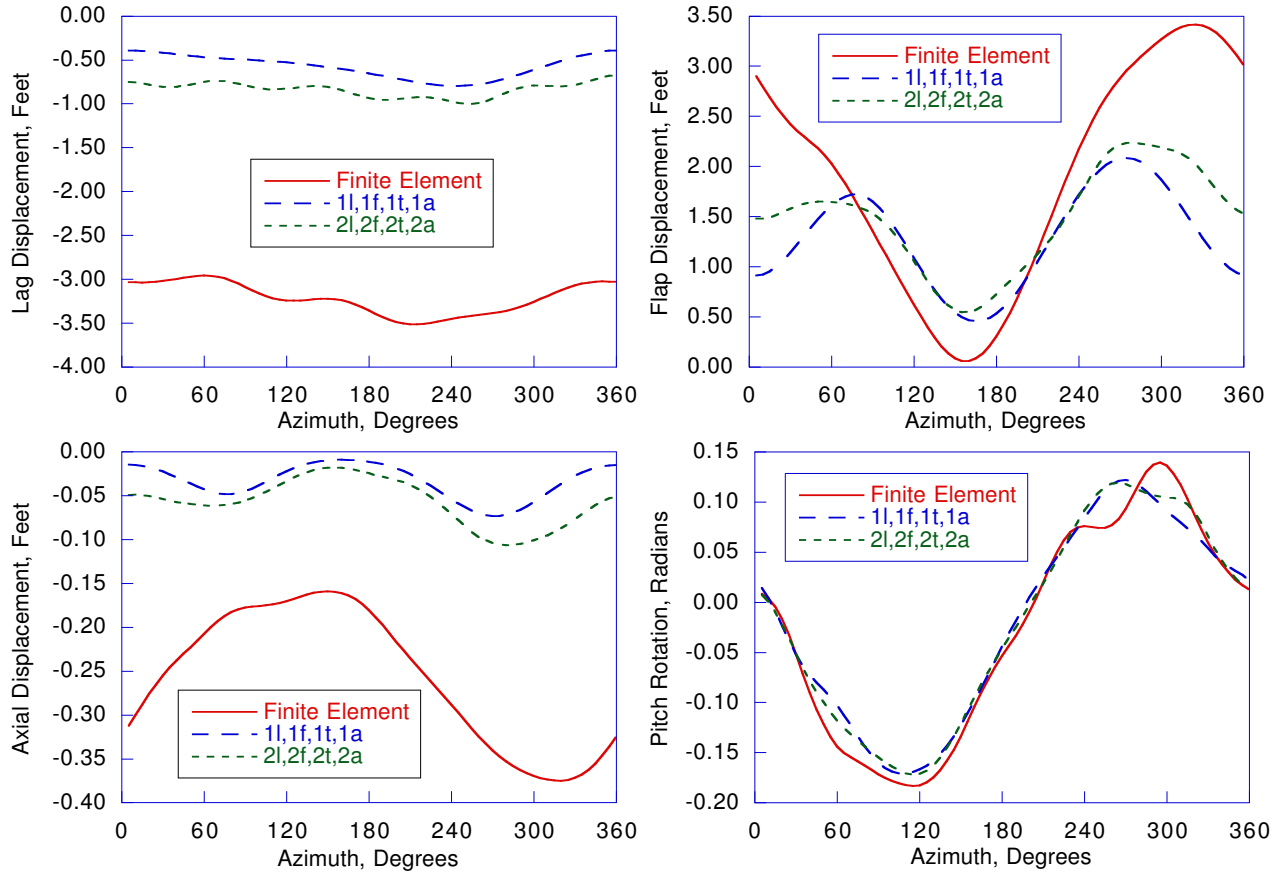 0.00
-0.50
-1.00
-1.50
-2.00
-2.50
-3.00
-3.50
-4.00
Lag Displacement, Feet
Finite Element
1l,1f,1t,1a
2l,2f,2t,2a
0 60 120 180 240 300 360
Azimuth, Degrees
3.50
3.00
2.50
2.00
1.50
1.00
0.50
0.00
Flap Displacement, Feet
Finite Element
1l,1f,1t,1a
2l,2f,2t,2a
0 60 120 180 240 300 360
Azimuth, Degrees
0.00
-0.05
-0.10
-0.15
-0.20
-0.25
-0.30
-0.35
-0.40
Axial Displacement, Feet
Finite Element
1l,1f,1t,1a
2l,2f,2t,2a
0 60 120 180 240 300 360
Azimuth, Degrees
0.15
0.10
0.05
0.00
-0.05
-0.10
-0.15
-0.20
Pitch Rotation, Radians
Finite Element
1l,1f,1t,1a
2l,2f,2t,2a
0 60 120 180 240 300 360
Azimuth, Degrees